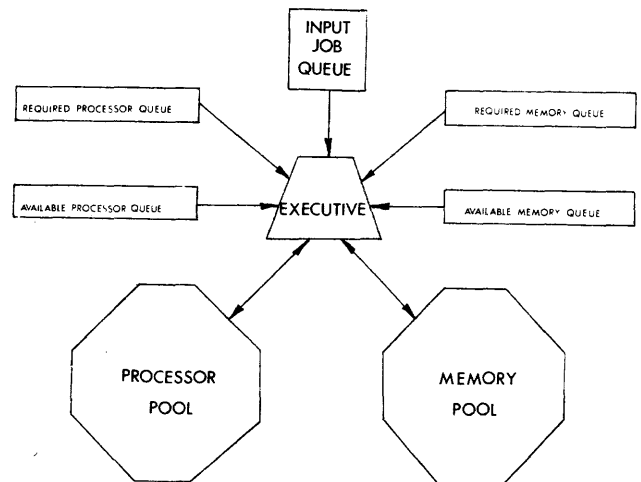 INPUT
JOB
QUEUE
REQUIRED PROCESSOR QUEUE
REQUIRED MEMORY QUEUE
AVAILABLE PROCESSOR QUEUE
EXECUTIVE
AVAILABLE MEMORY QUEUE
PROCESSOR
POOL
MEMORY
POOL